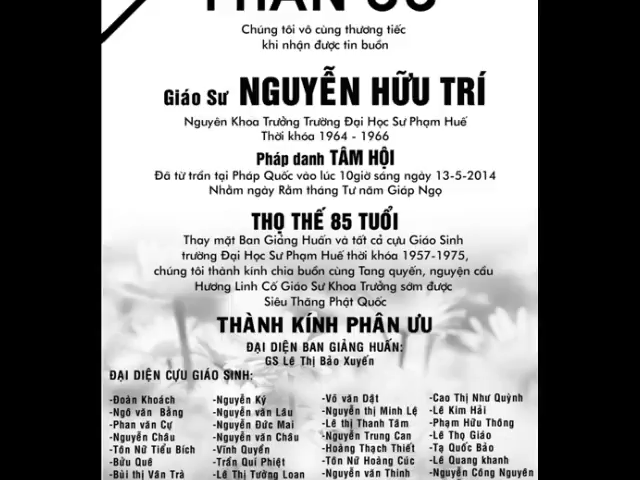 PHÂN ƯU
Chúng tôi vô cùng thương tiếc
khi nhận được tin buồn
Giáo Sư NGUYỄN HỮU TRÍ
Nguyên Khoa Trưởng Trường Đại Học Sư Phạm Huế
Thời khóa 1964 - 1966
Pháp danh TÂM HỘI
Đã từ trần tại Pháp Quốc vào lúc 10giờ sáng ngày 13-5-2014
Nhằm ngày Rằm tháng Tư năm Giáp Ngọ
THỌ THẾ 85 TUỔI
Thay mặt Ban Giảng Huấn và tất cả cựu Giáo Sinh
trường Đại Học Sư Phạm Huế thời khóa 1957-1975,
chúng tôi thành kính chia buồn cùng Tang quyến, nguyện cầu
Hương Linh Cố Giáo Sư Khoa Trưởng sớm được
Siêu Thăng Phật Quốc
THÀNH KÍNH PHÂN ƯU
ĐẠI DIỆN BAN GIẢNG HUẤN:
GS Lê Thị Bảo Xuyến
ĐẠI DIỆN CỰU GIÁO SINH:
-Đoản Khoách
-Ngô văn Bằng
-Phan văn Cự
-Nguyễn Châu
-Tôn Nữ Tiểu Bích
-Bửu Quê
-Bùi thị Vân Trà
-Nguyễn Ký
-Nguyễn văn Lâu
-Nguyễn Đức Mai
-Nguyễn văn Châu
-Vĩnh Quyển
-Trần Qui Phiệt
-Lê Thị Tường Loan
-Võ văn Dật
-Nguyễn thị Minh Lệ
-Lê thị Thanh Tâm
-Nguyễn Trung Can
-Hoàng Thạch Thiết
-Tôn Nữ Hoàng Cúc
-Nguyễn văn Thinh
-Cao Thị Như Quỳnh
-Lê Kim Hải
-Phạm Hữu Thông
-Lê Thọ Giáo
-Tạ Quốc Bảo
-Lê Quang khanh
-Nguyễn Công Nguyên